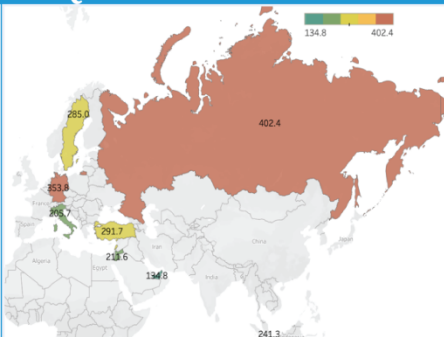 134.8 402.4
285.0
402.4
353.8
France
205.7
Spain
291.7
Iran
China
Japan
Algeria
Egypt
211.6
134.8
India
241.3